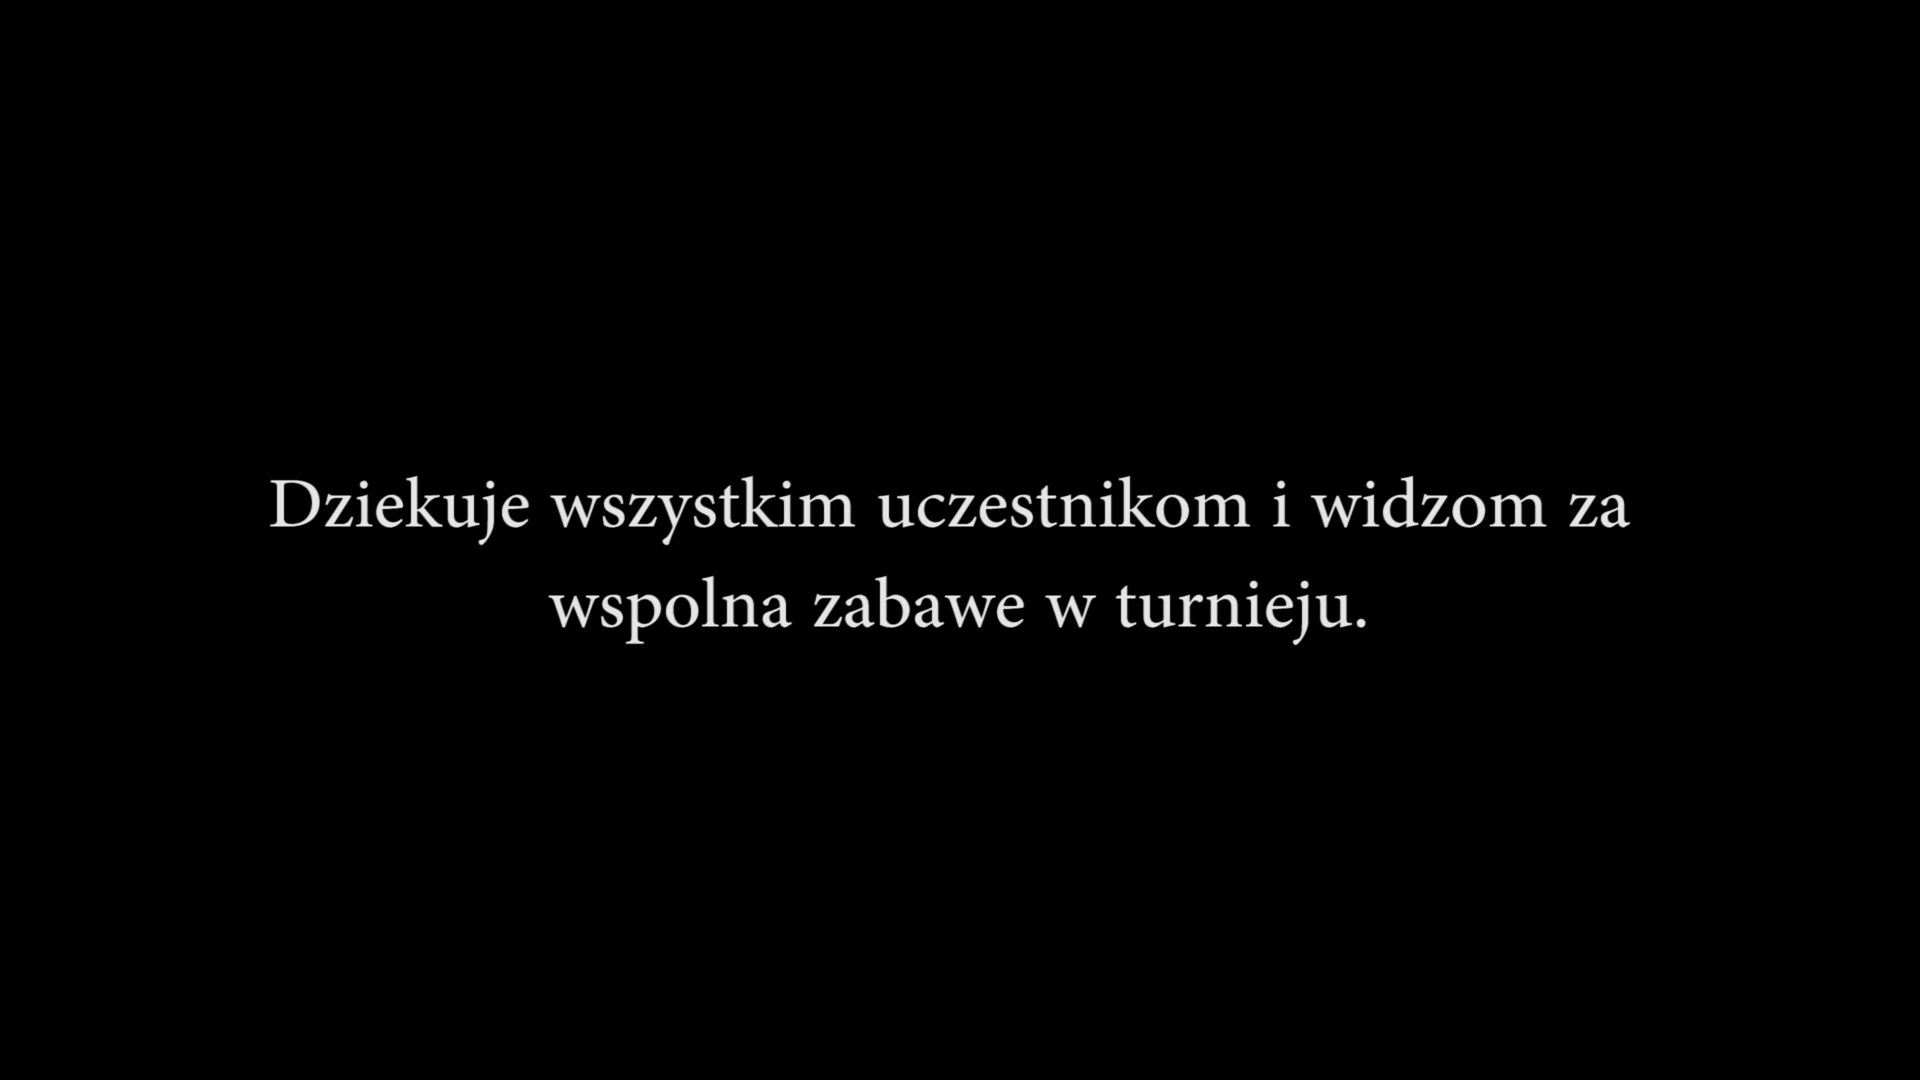 Dziekuje wszystkim uczestnikom i widzom za
wspolna zabawe w turnieju.